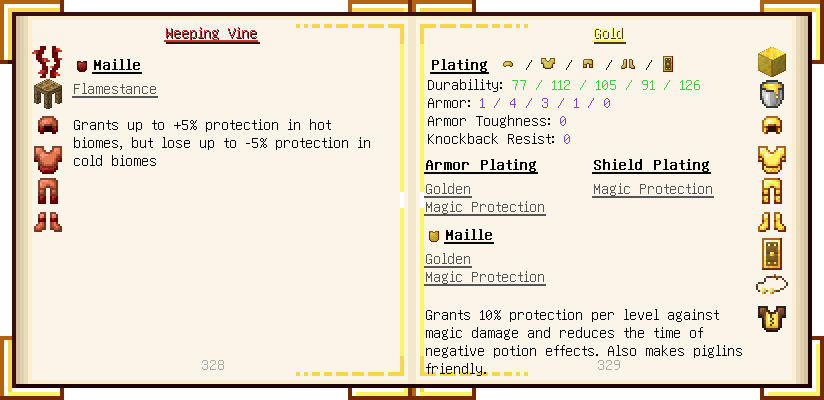 Weeping Vine
Maille
Flamestance
Grants up to +5% protection in hot
biomes, but lose up to -5% protection in
cold biomes
328
Gold
Plating / / / /
Durability: 77 / 112 / 105 / 91 / 126
Armor: 1 / 4 / 3 / 1 / 0
Armor Toughness: 0
Knockback Resist: 0
Armor Plating
Golden
Magic Protection
Shield Plating
Magic Protection
Maille
Golden
Magic Protection
Grants 10% protection per level against
magic damage and reduces the time of
negative potion effects. Also makes piglins
friendly.
329